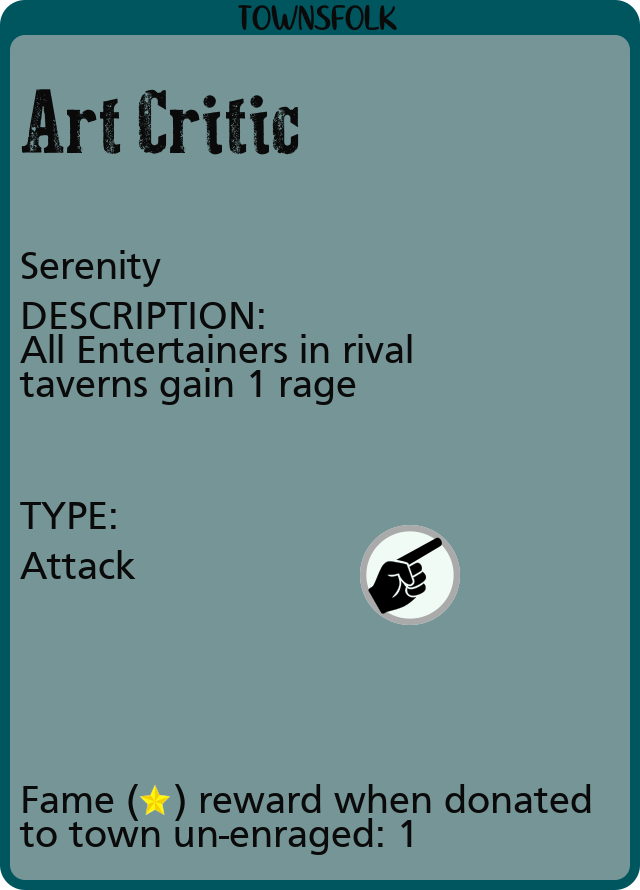 TOWNSFOLK
Art Critic
Serenity
DESCRIPTION:
All Entertainers in rival
taverns gain 1 rage
TYPE:
Attack
Fame (⭐) reward when donated
to town un-enraged: 1